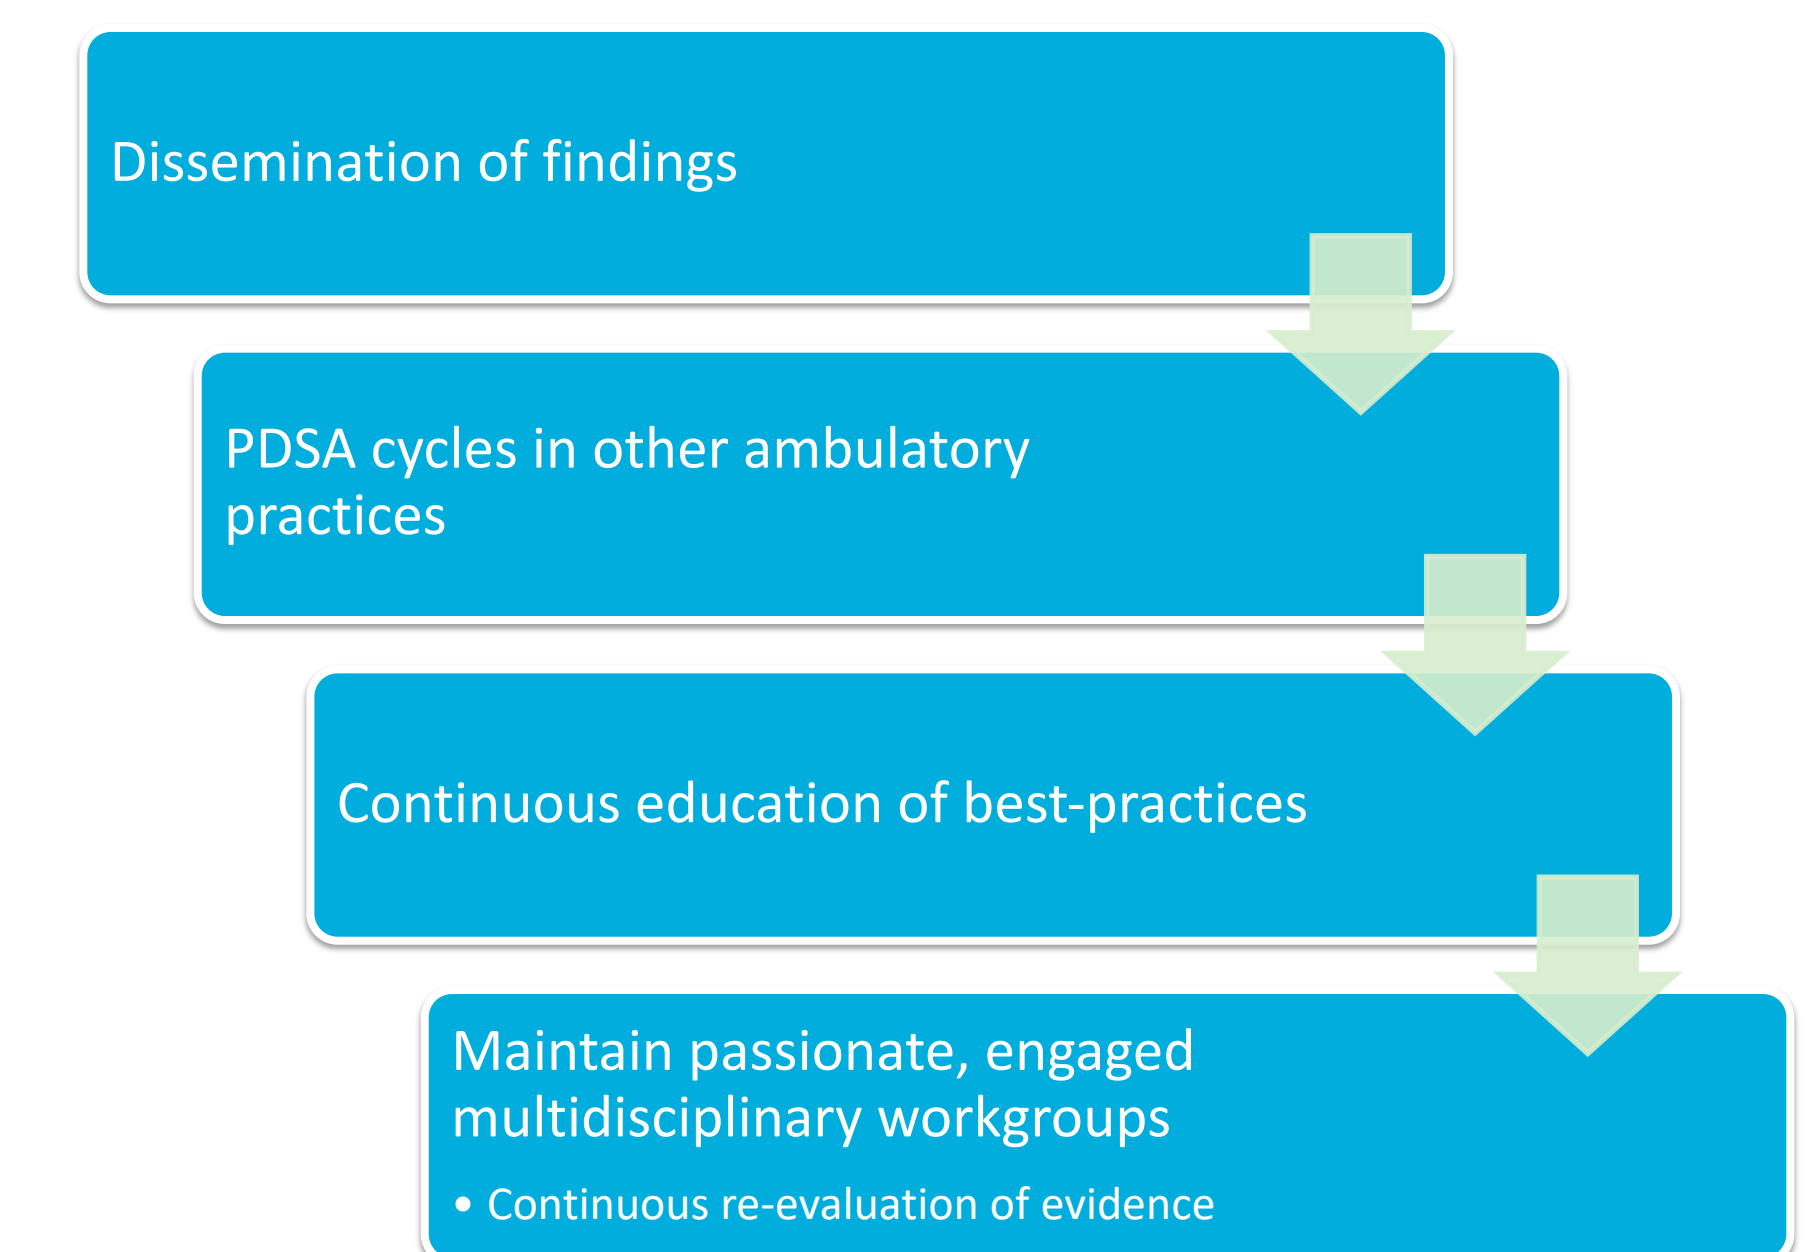 Dissemination of findings
PDSA cycles in other ambulatory
practices
Continuous education of best-practices
Maintain passionate, engaged
multidisciplinary workgroups
• Continuous re-evaluation of evidence